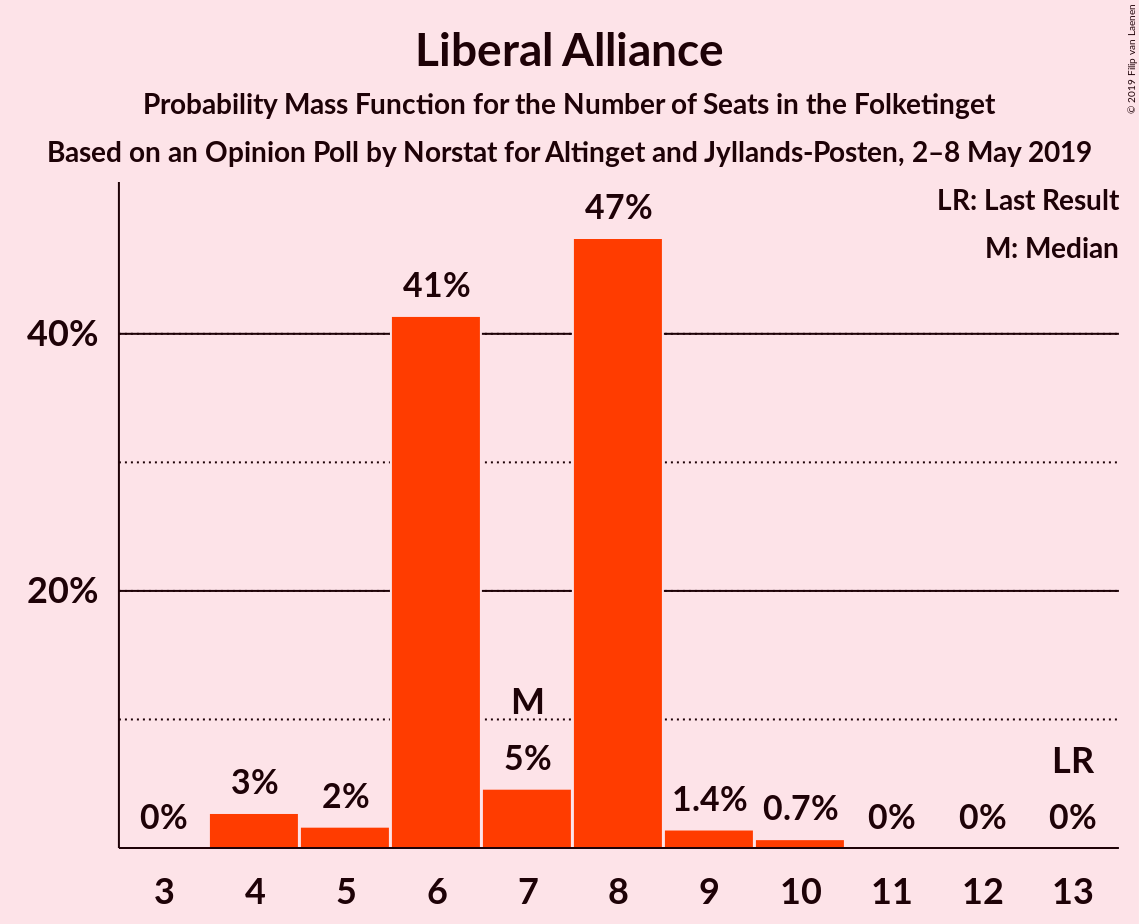 © 2019 Filip van Laenen
Liberal Alliance
Probability Mass Function for the Number of Seats in the Folketinget
Based on an Opinion Poll by Norstat for Altinget and Jyllands-Posten, 2–8 May 2019
LR: Last Result
M: Median
47%
41%
40%
20%
M
5%
LR
3%
2%
1.4%
0.7%
0%
0%
0%
0%
3 4 5 6 7 8 9 10 11 12 13